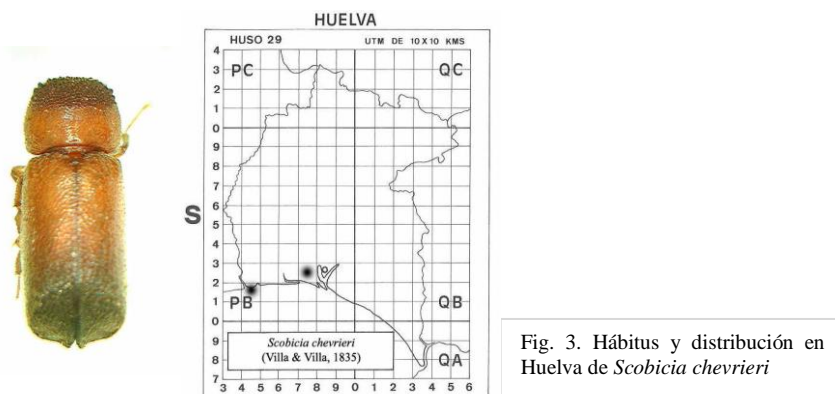 HUELVA
HUSO 29 UTM DE 10 X 10 KMS
4 PC QC
3
2
1
0
9
8
7
6
S
5
4
3
2
1 PB QB
0
9
8 QA
7
Scobicia chevrieri
(Villa & Villa, 1835)
3 4 5 6 7 8 9 0 1 2 3 4 5 6
Fig. 3. Hábitus y distribución en
Huelva de Scobicia chevrieri